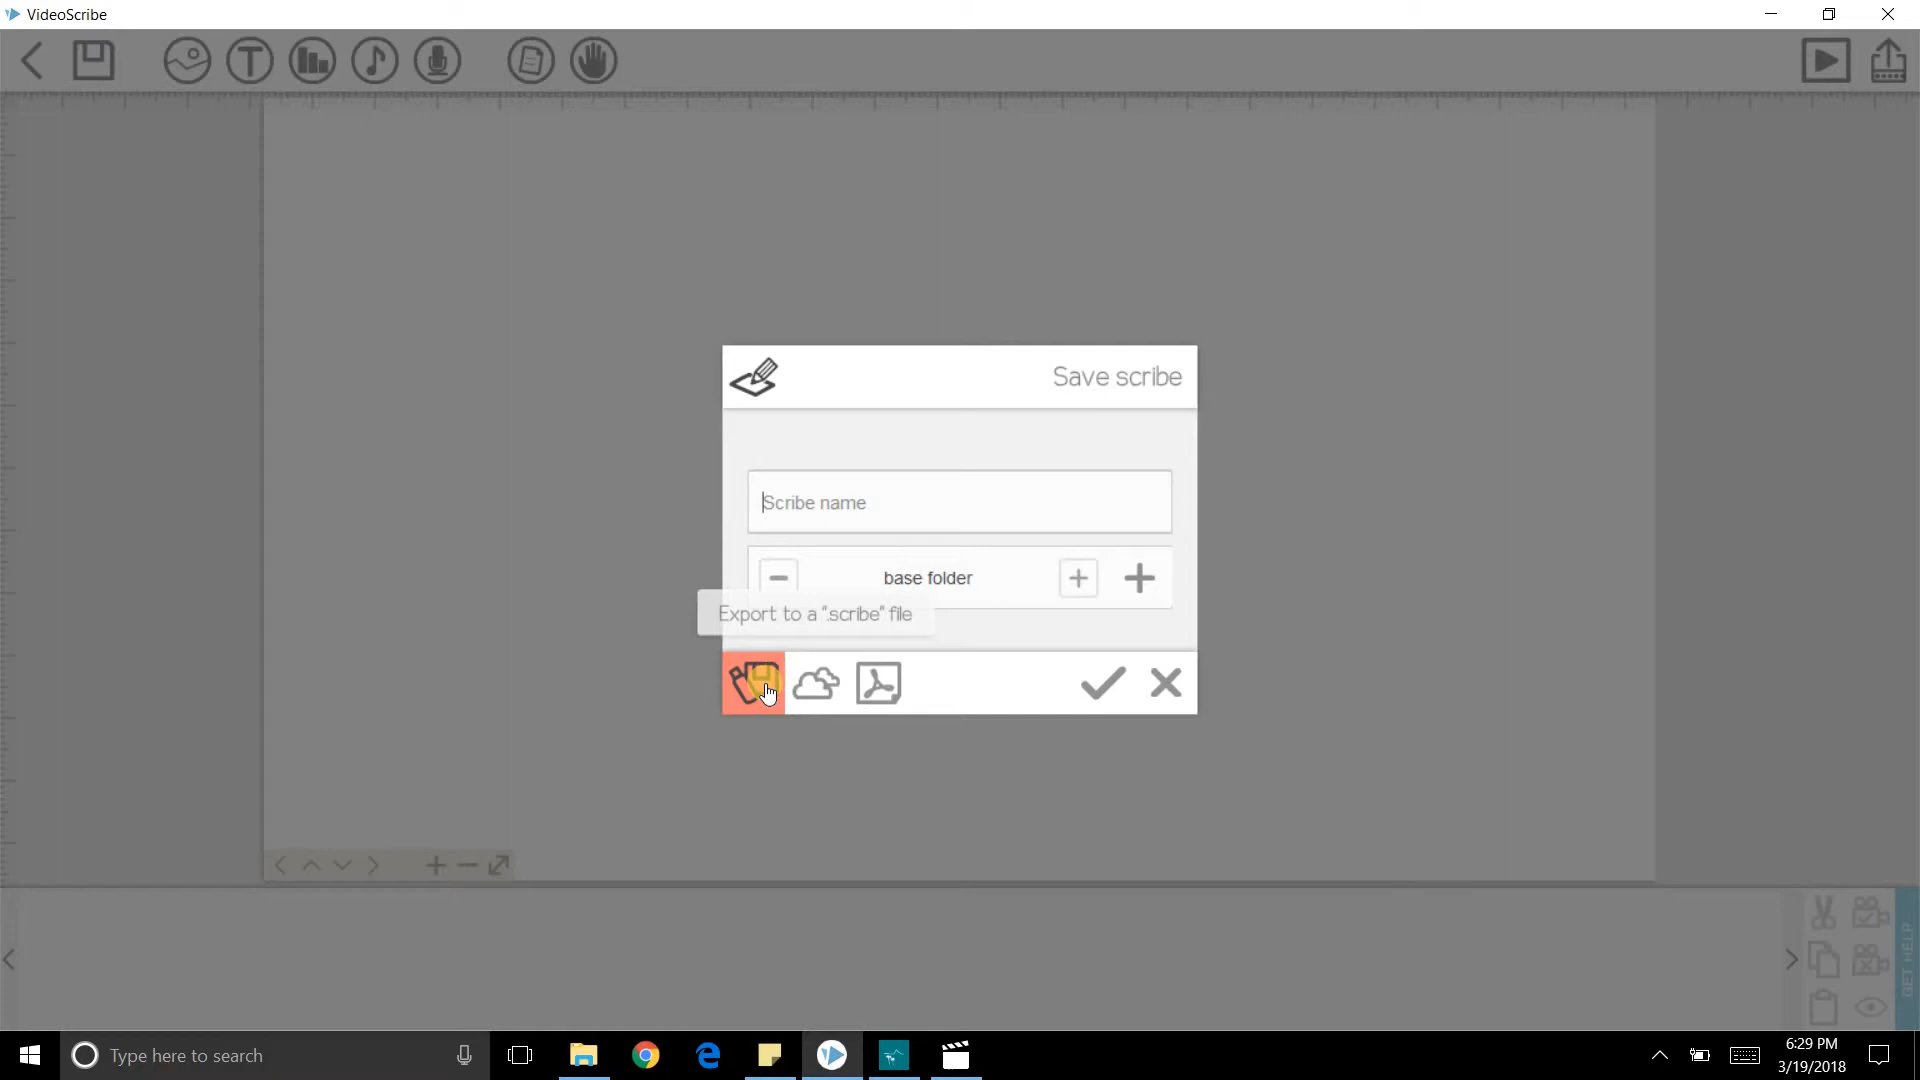 VideoScribe
Save scribe
Scribe name
base folder
Export to a ".scribe" file
GET HELP
Type here to search
6:29 PM
3/19/2018